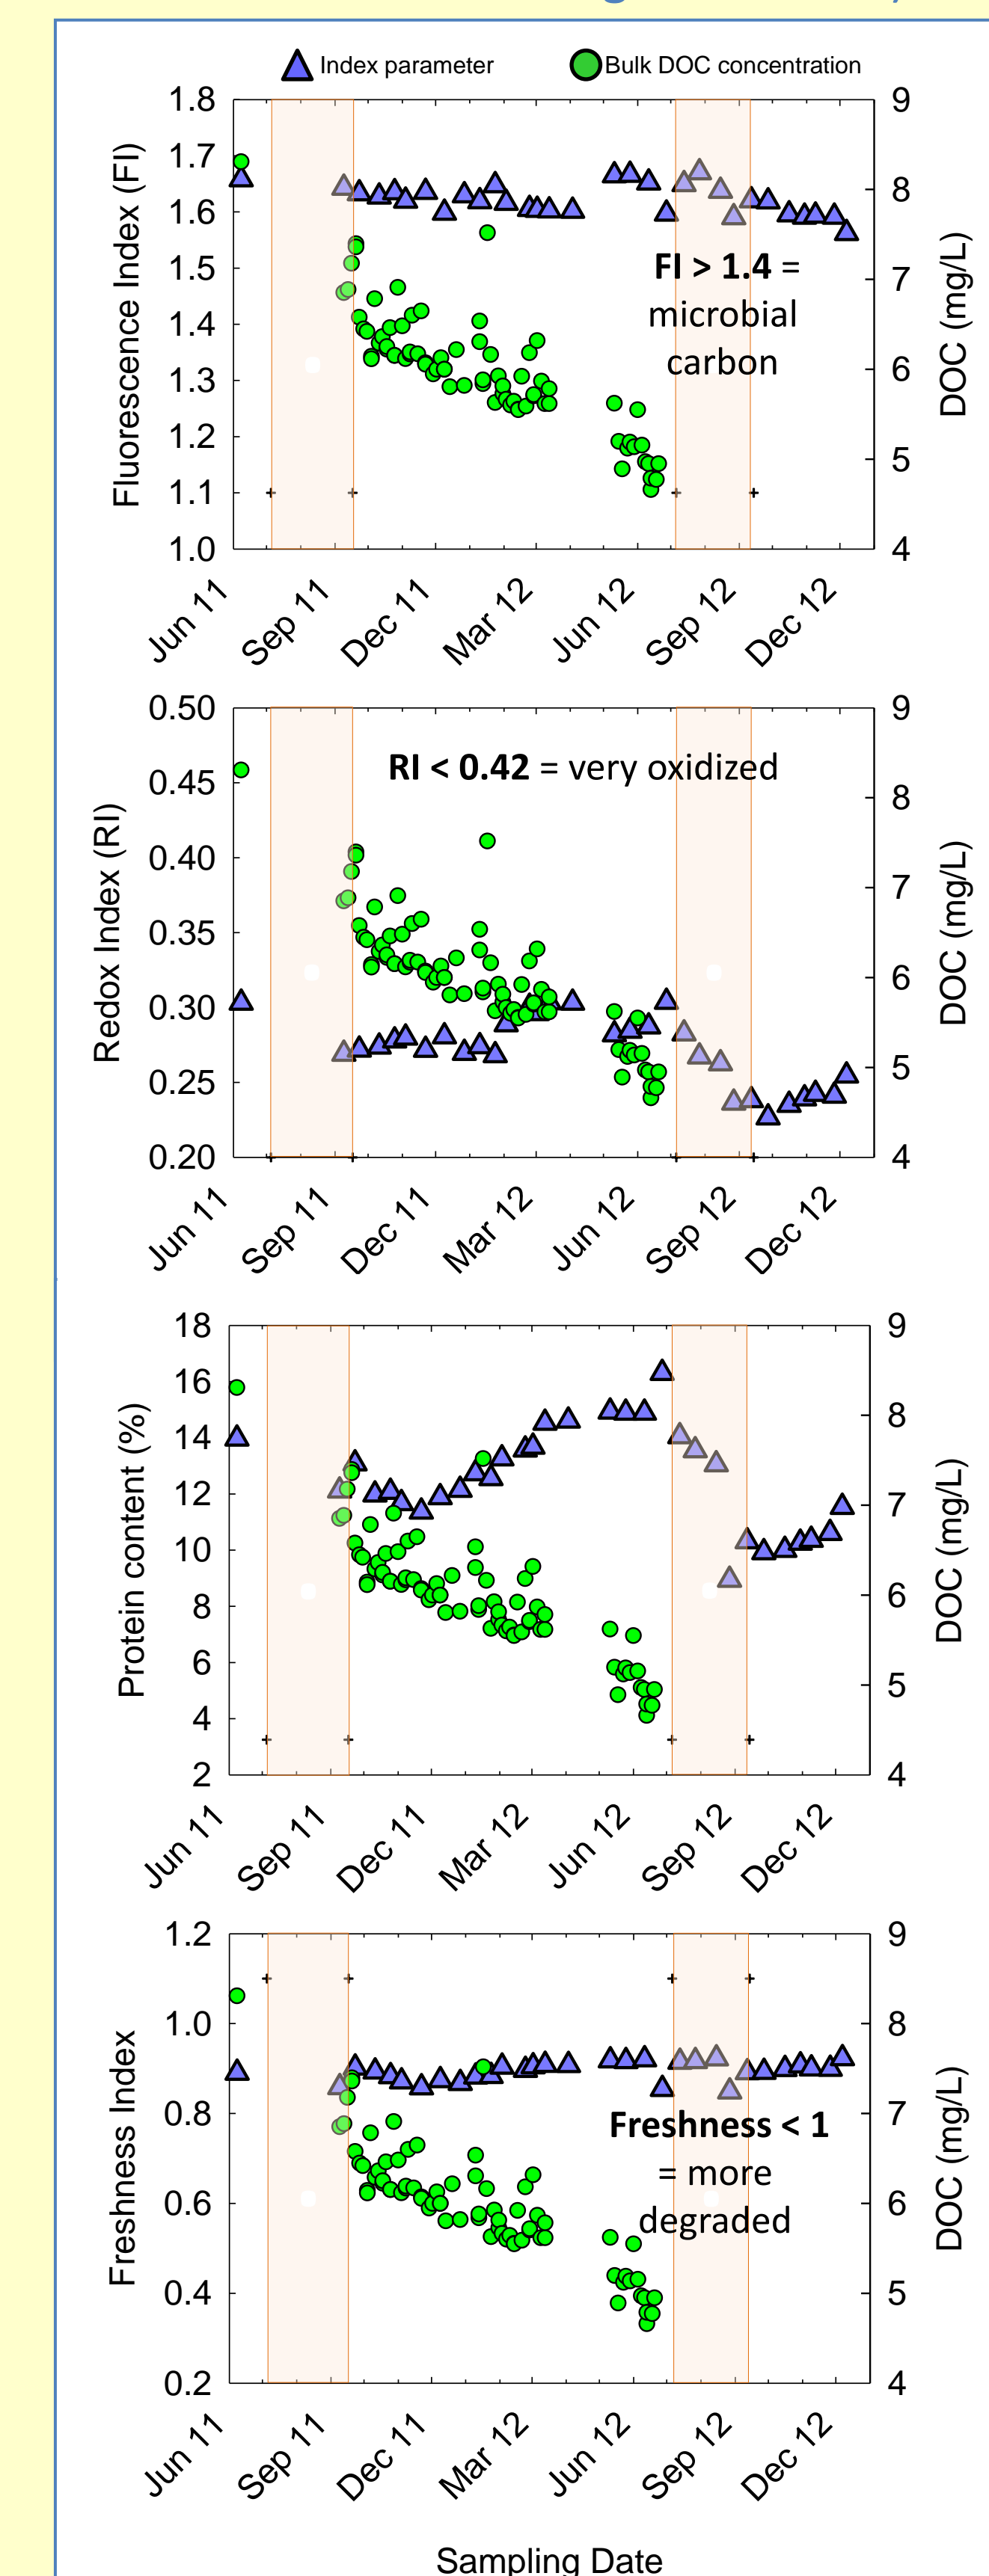 Index parameter
Bulk DOC concentration
1.8
1.7
1.6
1.5
1.4
1.3
1.2
1.1
1.0
Fluorescence Index (FI)
FI > 1.4 =
microbial
carbon
9
8
7
6
5
4
DOC (mg/L)
Jun 11
Sep 11
Dec 11
Mar 12
Jun 12
Sep 12
Dec 12
0.50
0.45
0.40
0.35
0.30
0.25
0.20
Redox Index (RI)
RI < 0.42 = very oxidized
9
8
7
6
5
4
DOC (mg/L)
Jun 11
Sep 11
Dec 11
Mar 12
Jun 12
Sep 12
Dec 12
18
16
14
12
10
8
6
4
2
Protein content (%)
9
8
7
6
5
4
DOC (mg/L)
Jun 11
Sep 11
Dec 11
Mar 12
Jun 12
Sep 12
Dec 12
1.2
1.0
0.8
0.6
0.4
0.2
Freshness Index
Freshness < 1
= more
degraded
9
8
7
6
5
4
DOC (mg/L)
Jun 11
Sep 11
Dec 11
Mar 12
Jun 12
Sep 12
Dec 12
Sampling Date